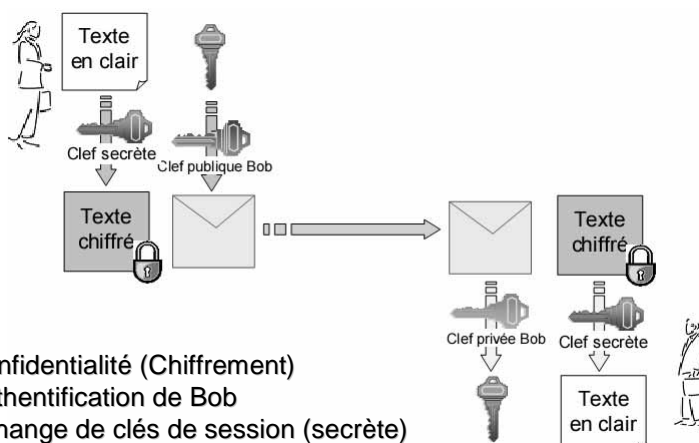 Texte
en clair
Clef secrète
Clef publique Bob
Texte
chiffré
Texte
chiffré
Clef privée Bob
Clef secrète
nfidentialité (Chiffrement)
thentification de Bob
hange de clés de session (secrète)
Texte
en clair